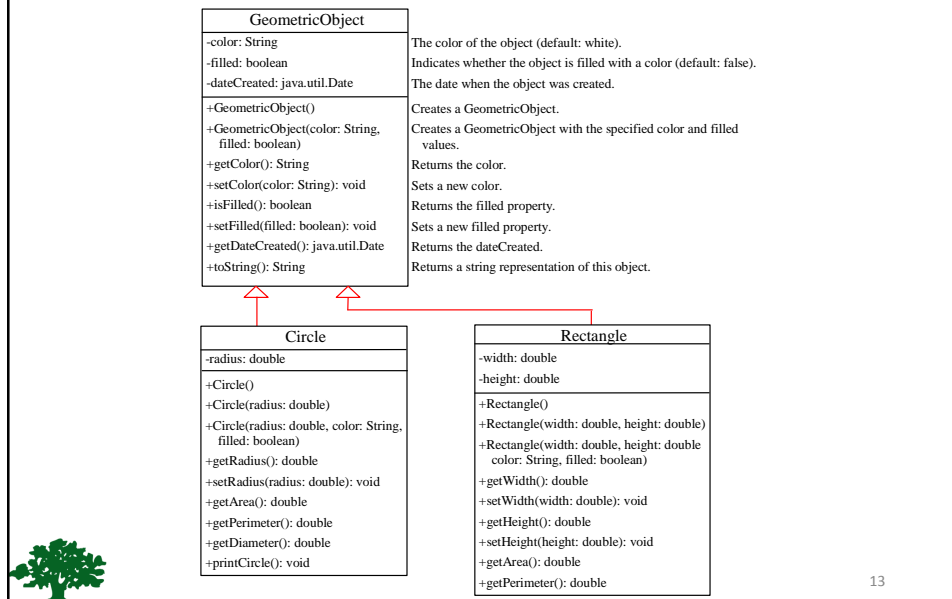 GeometricObject
-color: String
The color of the object (default: white).
-filled: boolean
Indicates whether the object is filled with a color (default: false).
-dateCreated: java.util.Date
The date when the object was created.
+GeometricObject()
Creates a GeometricObject.
+GeometricObject(color: String,
filled: boolean)
Creates a GeometricObject with the specified color and filled
values.
+getColor(): String
Returns the color.
+setColor(color: String): void
Sets a new color.
+isFilled(): boolean
Returns the filled property.
+setFilled(filled: boolean): void
Sets a new filled property.
+getDateCreated(): java.util.Date
Returns the dateCreated.
+toString(): String
Returns a string representation of this object.
Circle
-radius: double
+Circle()
+Circle(radius: double)
+Circle(radius: double, color: String,
filled: boolean)
+getRadius(): double
+setRadius(radius: double): void
+getArea(): double
+getPerimeter(): double
+getDiameter(): double
+printCircle(): void
Rectangle
-width: double
-height: double
+Rectangle()
+Rectangle(width: double, height: double)
+Rectangle(width: double, height: double
color: String, filled: boolean)
+getWidth(): double
+setWidth(width: double): void
+getHeight(): double
+setHeight(height: double): void
+getArea(): double
+getPerimeter(): double
13